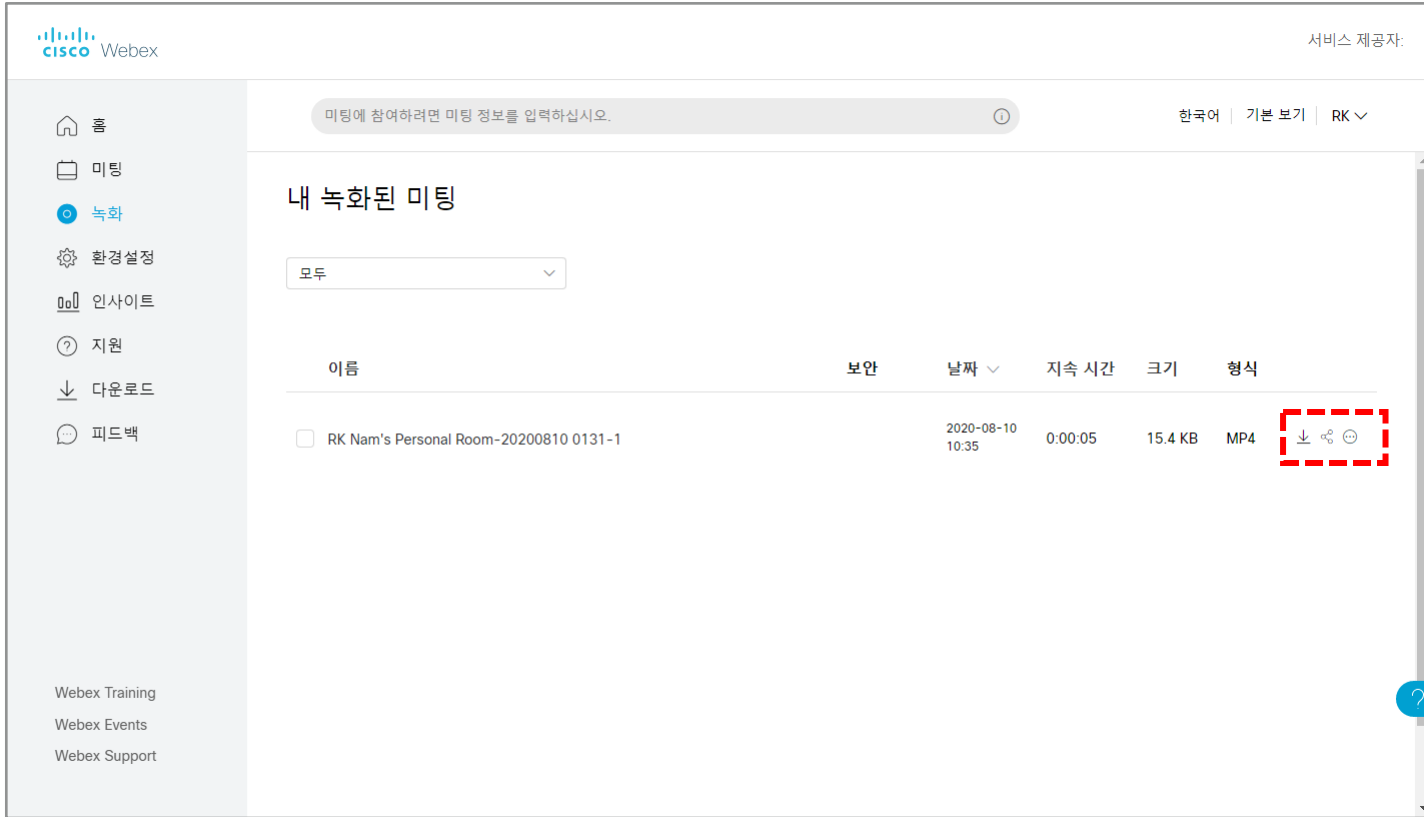 cisco Webex
서비스 제공자:
미팅에 참여하려면 미팅 정보를 입력하십시오.
한국어 기본 보기 RK
홈
미팅
녹화
환경설정
인사이트
지원
다운로드
피드백
Webex Training
Webex Events
Webex Support
내 녹화된 미팅
모두
이름 보안 날짜 지속 시간 크기 형식
RK Nam's Personal Room-20200810 0131-1 2020-08-10 10:35 0:00:05 15.4 KB MP4
?